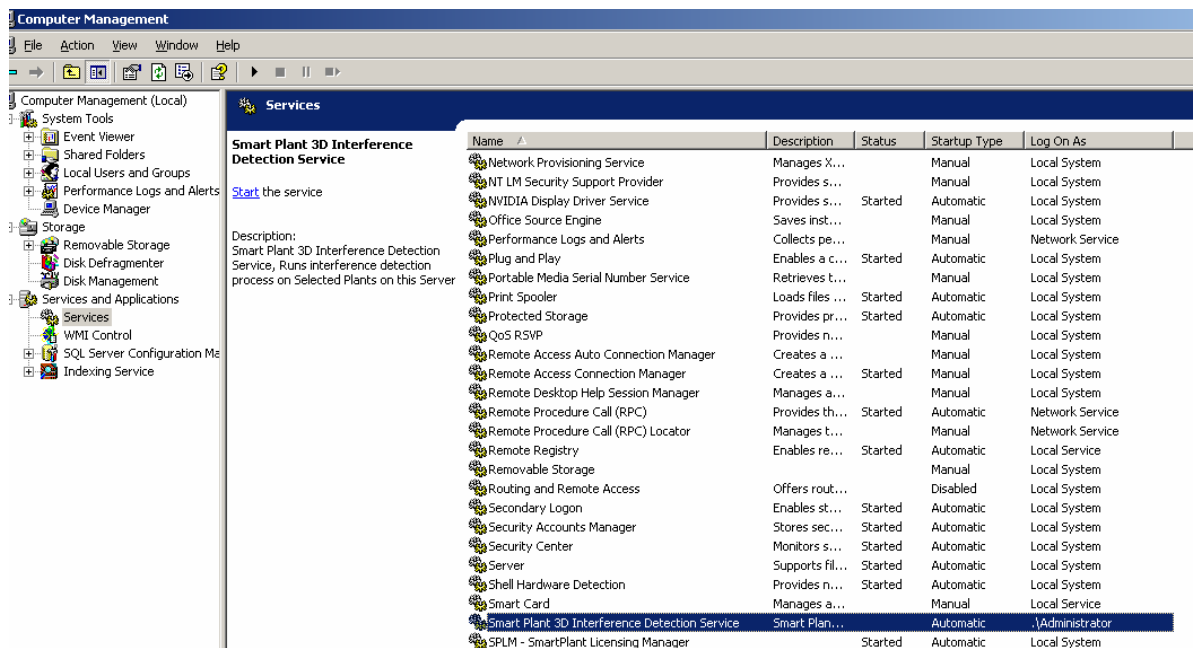 Computer Management
File Action View Window Help
Computer Management (Local)
System Tools
Event Viewer
Shared Folders
Local Users and Groups
Performance Logs and Alerts
Device Manager
Storage
Removable Storage
Disk Defragmenter
Disk Management
Services and Applications
Services
WMI Control
SQL Server Configuration Ma
Indexing Service
Services
Smart Plant 3D Interference
Detection Service
Start the service
Description:
Smart Plant 3D Interference Detection
Service, Runs interference detection
process on Selected Plants on this Server
Name Description Status Startup Type Log On As
Network Provisioning Service Manages X... Manual Local System
NT LM Security Support Provider Provides s... Manual Local System
NVIDIA Display Driver Service Provides s... Started Automatic Local System
Office Source Engine Saves inst... Manual Local System
Performance Logs and Alerts Collects pe... Manual Network Service
Plug and Play Enables a c... Started Automatic Local System
Portable Media Serial Number Service Retrieves t... Manual Local System
Print Spooler Loads files ... Started Automatic Local System
Protected Storage Provides pr... Started Automatic Local System
QoS RSVP Provides n... Manual Local System
Remote Access Auto Connection Manager Creates a ... Manual Local System
Remote Access Connection Manager Creates a ... Started Manual Local System
Remote Desktop Help Session Manager Manages a... Manual Local System
Remote Procedure Call (RPC) Provides th... Started Automatic Network Service
Remote Procedure Call (RPC) Locator Manages t... Manual Network Service
Remote Registry Enables re... Started Automatic Local Service
Removable Storage Manual Local System
Routing and Remote Access Offers rout... Disabled Local System
Secondary Logon Enables st... Started Automatic Local System
Security Accounts Manager Stores sec... Started Automatic Local System
Security Center Monitors s... Started Automatic Local System
Server Supports fil... Started Automatic Local System
Shell Hardware Detection Provides n... Started Automatic Local System
Smart Card Manages a... Manual Local Service
Smart Plant 3D Interference Detection Service Smart Plan... Automatic .\Administrator
SPLM - SmartPlant Licensing Manager Started Automatic Local System